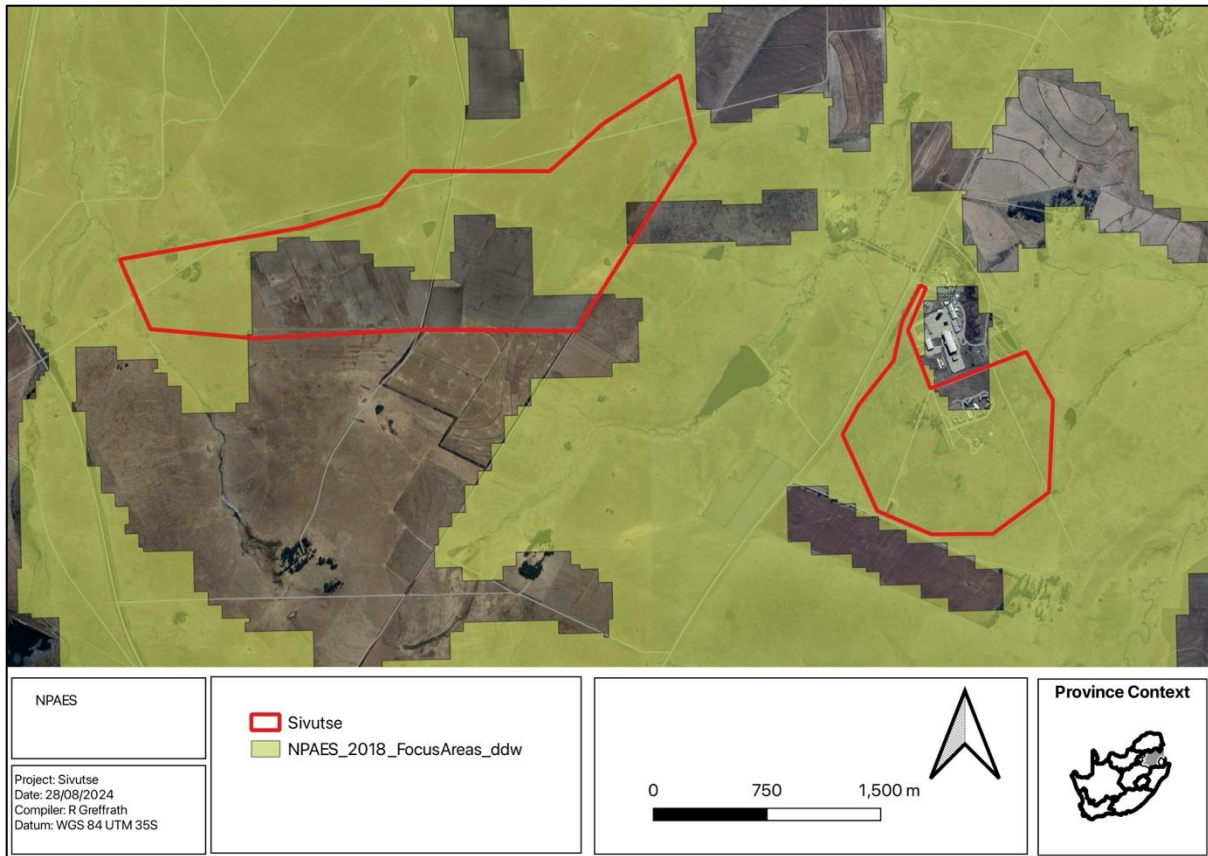 NPAES
Project: Sivutse
Date: 28/08/2024
Compiler: R Greffrath
Datum: WGS 84 UTM 35S
Sivutse
NPAES_2018_FocusAreas_ddw
0 750 1,500 m
Province Context